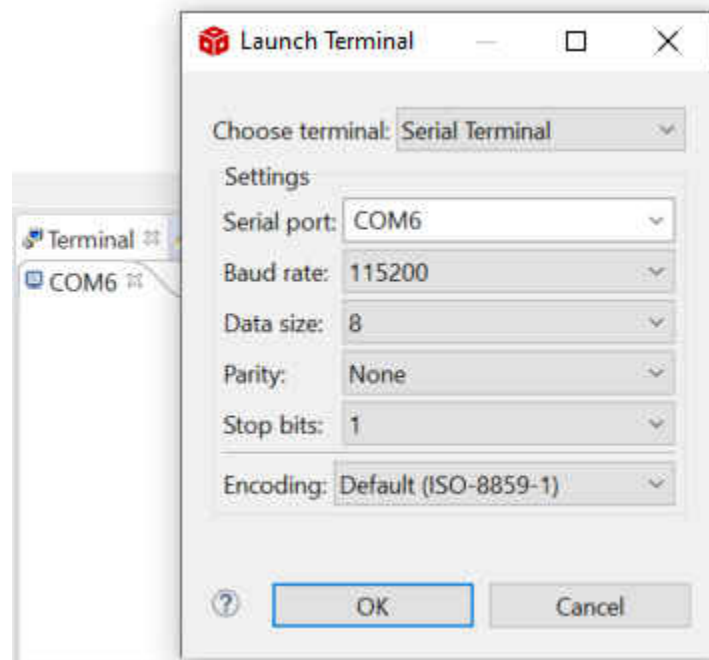 Launch Terminal
Choose terminal: Serial Terminal
Settings
Serial port: COM6
Baud rate: 115200
Data size: 8
Parity: None
Stop bits: 1
Encoding: Default (ISO-8859-1)
? OK Cancel
Terminal
COM6